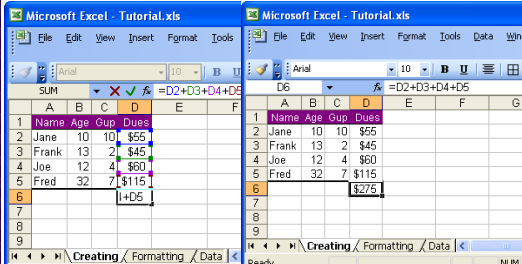 Microsoft Excel - Tutorial.xls
File Edit View Insert Format Tools
Arial 10 B U
SUM =D2+D3+D4+D5
A B C D E F
1 Name Age Gup Dues
2 Jane 10 10 $55
3 Frank 13 2 $45
4 Joe 12 4 $60
5 Fred 32 7 $115
6 +D5
7
8
9
Creating Formatting Data
Microsoft Excel - Tutorial.xls
File Edit View Insert Format Tools Data Win
Arial 10 B I U
D6 fx =D2+D3+D4+D5
A B C D E F G
1 Name Age Gup Dues
2 Jane 10 10 $55
3 Frank 13 2 $45
4 Joe 12 4 $60
5 Fred 32 7 $115
6 $275
7
8
9
Creating Formatting Data
Ready NUM